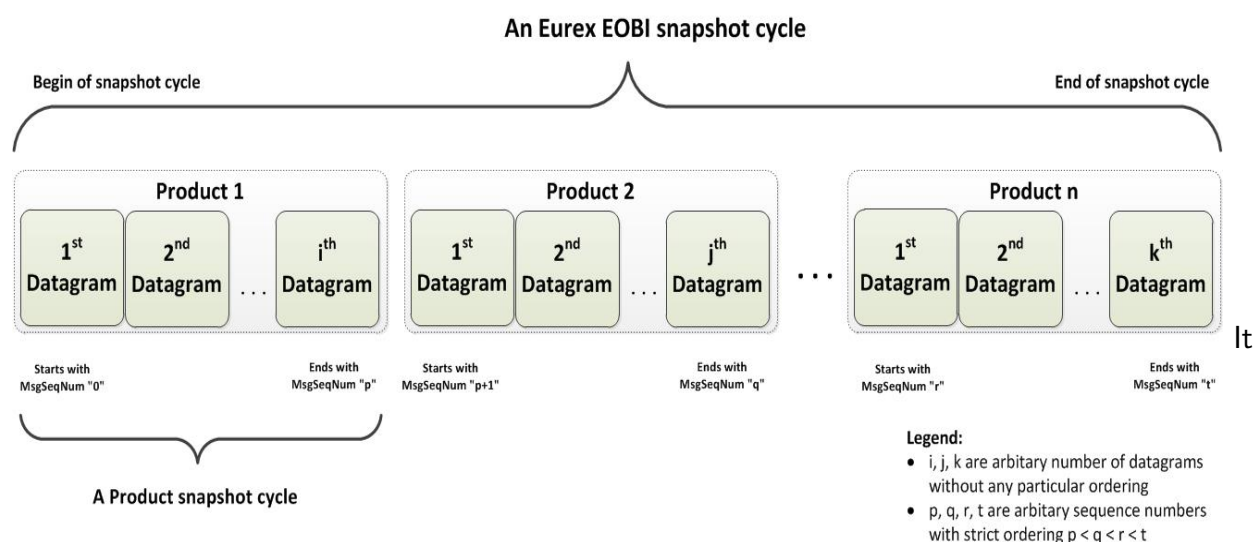 An Eurex EOBI snapshot cycle
Begin of snapshot cycle
End of snapshot cycle
Product 1
1st Datagram
2nd Datagram
. . .
ith Datagram
Product 2
1st Datagram
2nd Datagram
. . .
jth Datagram
. . .
Product n
1st Datagram
2nd Datagram
. . .
kth Datagram
It
Starts with
MsgSeqNum "0"
Ends with
MsgSeqNum "p"
Starts with
MsgSeqNum "p+1"
Ends with
MsgSeqNum "q"
Starts with
MsgSeqNum "r"
Ends with
MsgSeqNum "t"
A Product snapshot cycle
Legend:
• i, j, k are arbitary number of datagrams
without any particular ordering
• p, q, r, t are arbitary sequence numbers
with strict ordering p < q < r < t